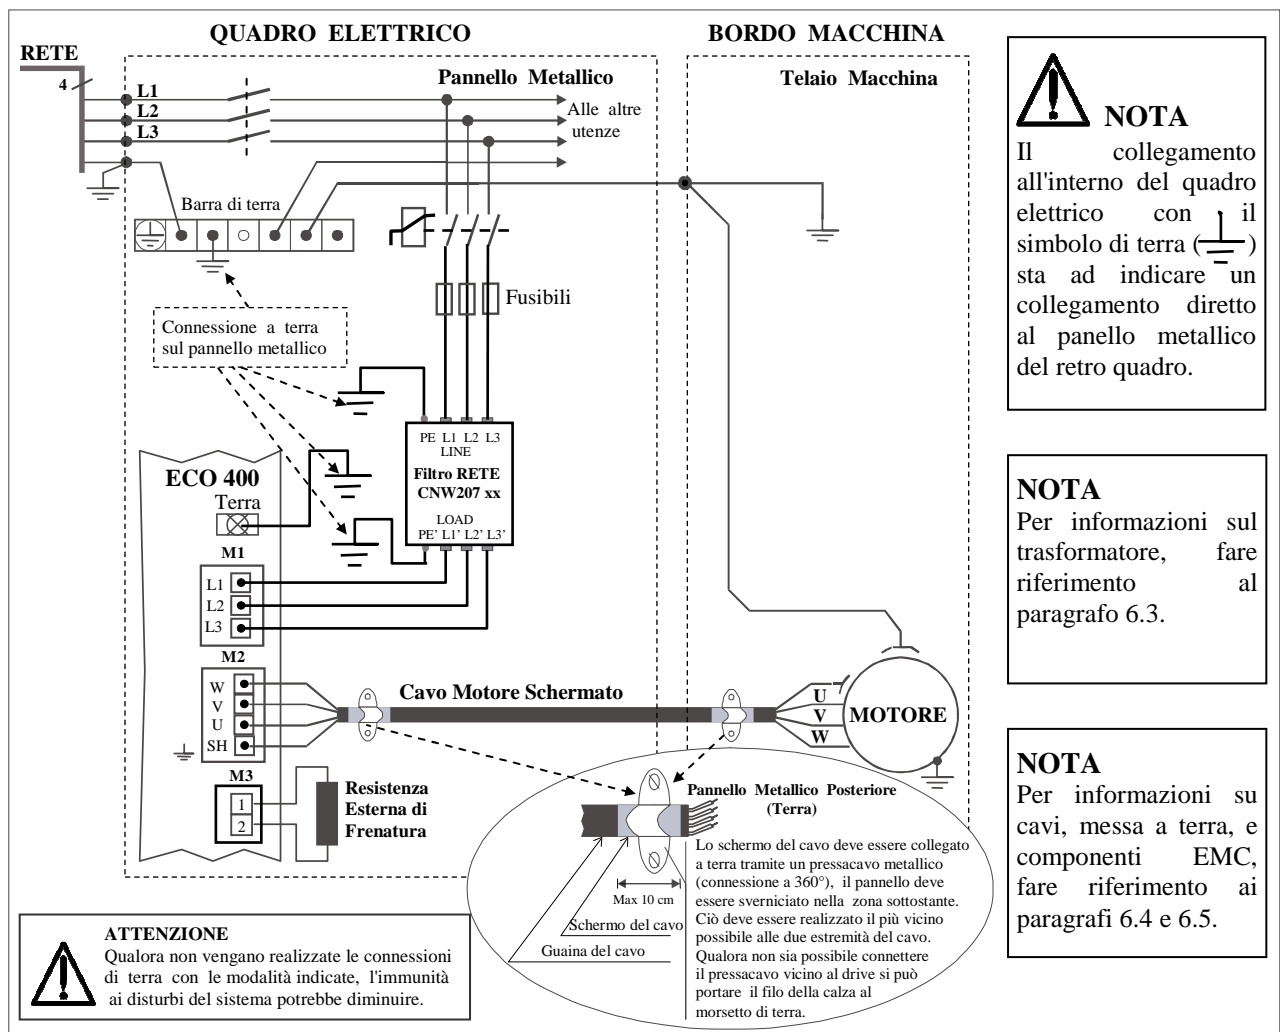 QUADRO ELETTRICO
BORDO MACCHINA
RETE
4
Pannello Metallico
Telaio Macchina
L1
L2
L3
Alle altre
utenze
Barra di terra
Fusibili
Connessione a terra
sul pannello metallico
PE L1 L2 L3
LINE
Filtro RETE
CNW207 xx
LOAD
PE' L1' L2' L3'
ECO 400
Terra
M1
L1
L2
L3
M2
W
V
U
SH
Cavo Motore Schermato
U
V
W
MOTORE
M3
1
2
Resistenza
Esterna di
Frenatura
Pannello Metallico Posteriore
(Terra)
Lo schermo del cavo deve essere collegato
a terra tramite un pressacavo metallico
(connessione a 360°), il pannello deve
essere sverniciato nella zona sottostante.
Ciò deve essere realizzato il più vicino
possibile alle due estremità del cavo.
Qualora non sia possibile connettere
il pressacavo vicino al drive si può
portare il filo della calza al
morsetto di terra.
Max 10 cm
Schermo del cavo
Guaina del cavo
ATTENZIONE
Qualora non vengano realizzate le connessioni
di terra con le modalità indicate, l'immunità
ai disturbi del sistema potrebbe diminuire.
NOTA
Il collegamento
all'interno del quadro
elettrico con il
simbolo di terra ( )
sta ad indicare un
collegamento diretto
al panello metallico
del retro quadro.
NOTA
Per informazioni sul
trasformatore, fare
riferimento al
paragrafo 6.3.
NOTA
Per informazioni su
cavi, messa a terra, e
componenti EMC,
fare riferimento ai
paragrafi 6.4 e 6.5.